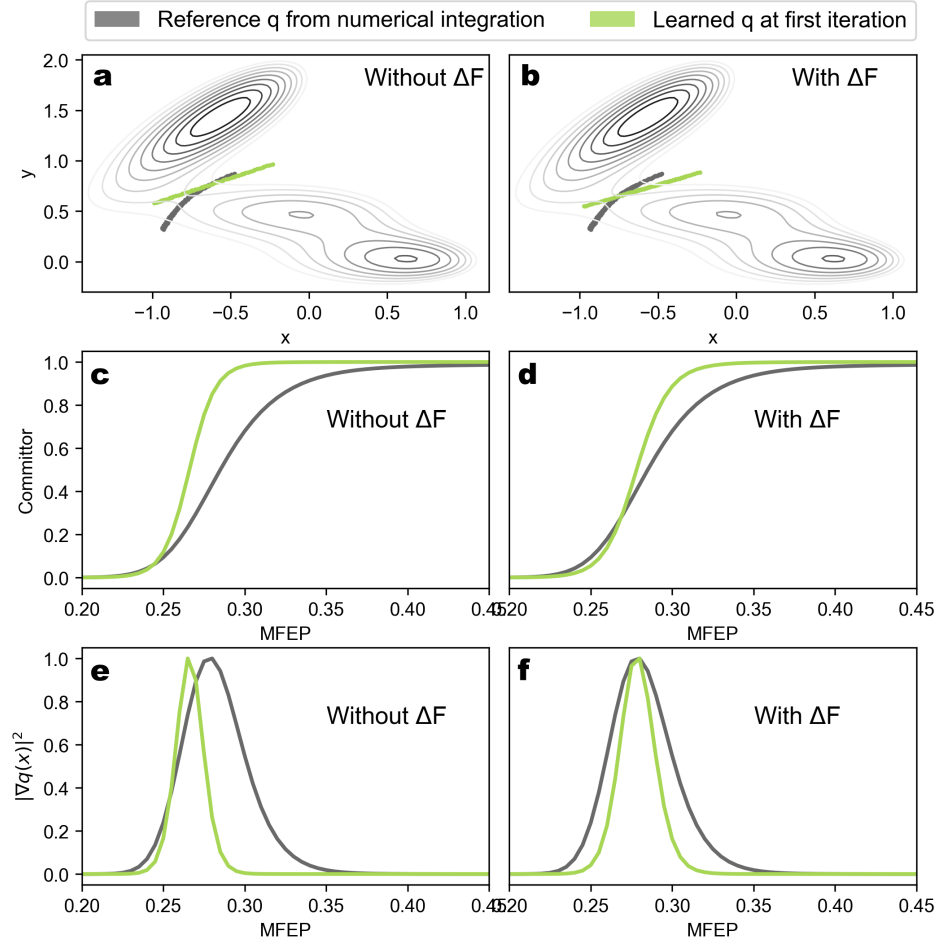 Reference q from numerical integration
Learned q at first iteration
a
Without ΔF
b
With ΔF
y
2.0
1.5
1.0
0.5
0.0
−1.0 −0.5 0.0 0.5 1.0
−1.0 −0.5 0.0 0.5 1.0
x
x
c
Without ΔF
d
With ΔF
Committor
1.0
0.8
0.6
0.4
0.2
0.0
0.20 0.25 0.30 0.35 0.40 0.45
0.20 0.25 0.30 0.35 0.40 0.45
MFEP
MFEP
e
Without ΔF
f
With ΔF
|∇q(x)|²
1.0
0.8
0.6
0.4
0.2
0.0
0.20 0.25 0.30 0.35 0.40 0.45
0.20 0.25 0.30 0.35 0.40 0.45
MFEP
MFEP